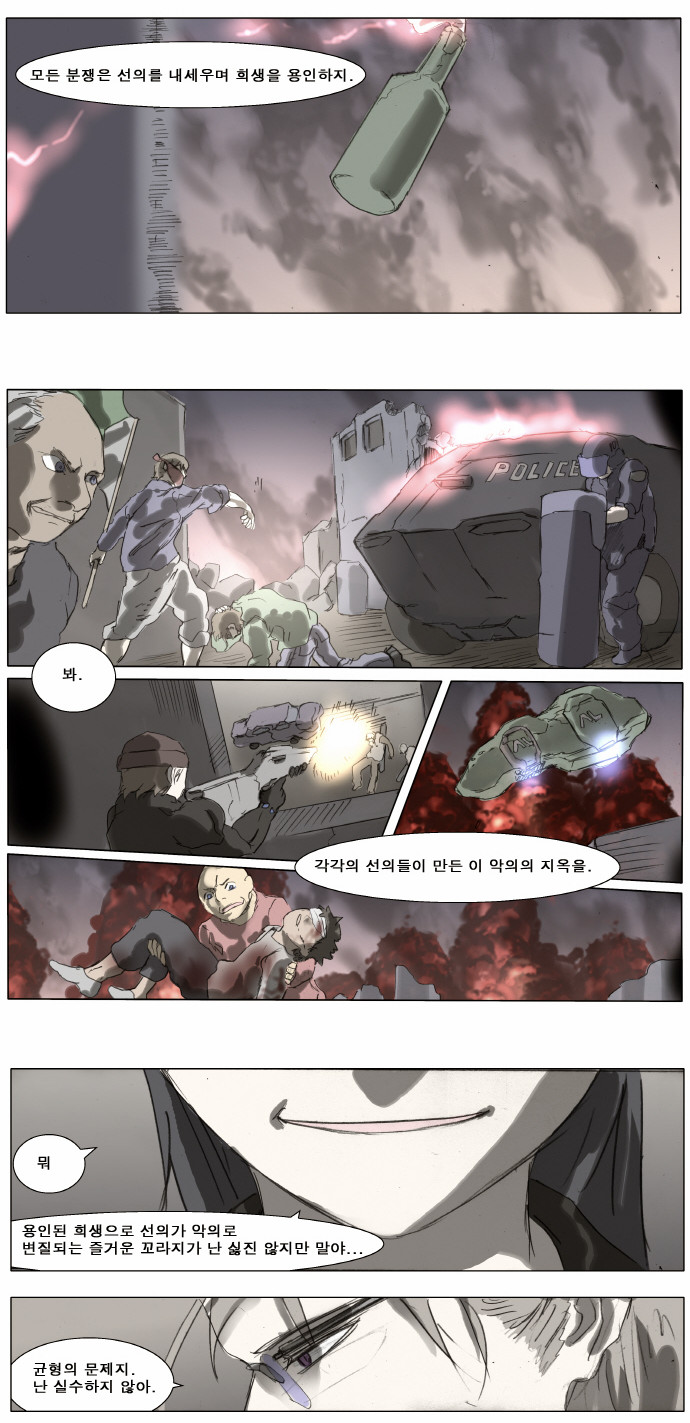 모든 분쟁은 선의를 내세우며 희생을 용인하지.
POLICE
봐.
각각의 선의들이 만든 이 악의의 지옥을.
뭐
용인된 희생으로 선의가 악의로
변질되는 즐거운 꼬라지가 난 싫진 않지만 말야...
균형의 문제지.
난 실수하지 않아.